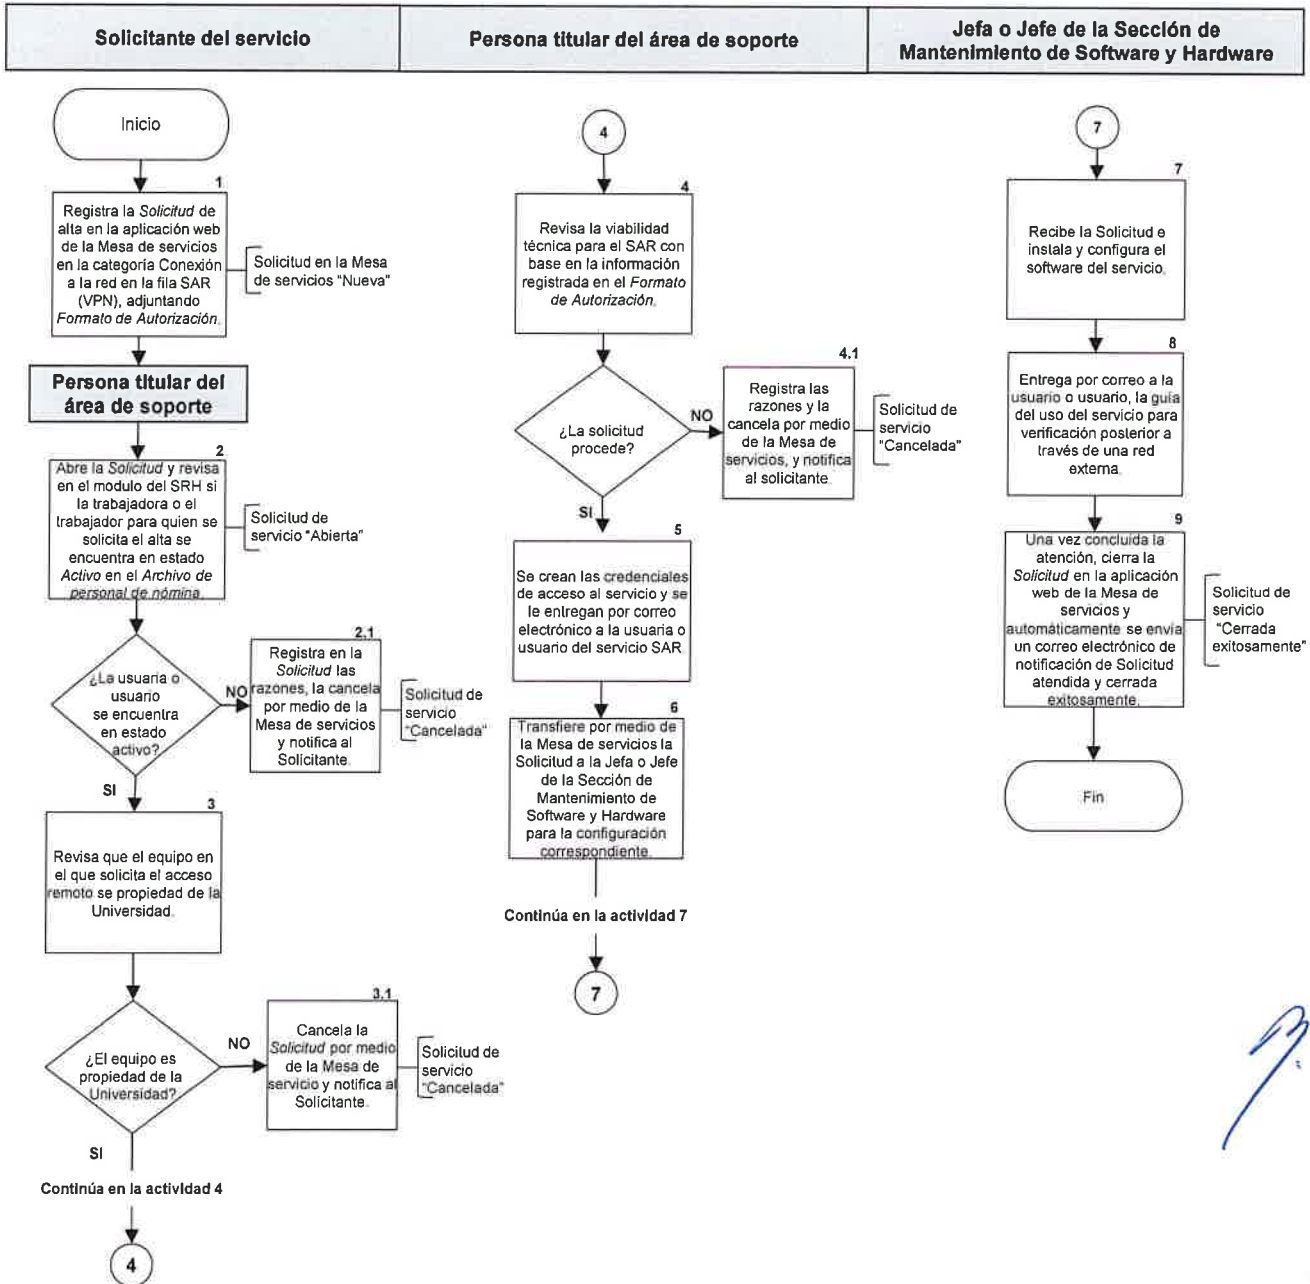 Solicitante del servicio
Persona titular del área de soporte
Jefa o Jefe de la Sección de
Mantenimiento de Software y Hardware
Inicio
1
Registra la Solicitud de
alta en la aplicación web
de la Mesa de servicios
en la categoría Conexión
a la red en la fila SAR
(VPN), adjuntando
Formato de Autorización.
Solicitud en la Mesa
de servicios "Nueva"
Persona titular del
área de soporte
2
Abre la Solicitud y revisa
en el modulo del SRH si
la trabajadora o el
trabajador para quien se
solicita el alta se
encuentra en estado
Activo en el Archivo de
personal de nómina.
Solicitud de
servicio "Abierta"
¿La usuaria o
usuario
se encuentra
en estado
activo?
NO
2.1
Registra en la
Solicitud las
razones, la cancela
por medio de la
Mesa de servicios
y notifica al
Solicitante.
Solicitud de
servicio
"Cancelada"
SI
3
Revisa que el equipo en
el que solicita el acceso
remoto se propiedad de la
Universidad.
¿El equipo es
propiedad de la
Universidad?
NO
3.1
Cancela la
Solicitud por medio
de la Mesa de
servicio y notifica al
Solicitante.
Solicitud de
servicio
"Cancelada"
SI
Continúa en la actividad 4
4
4
4
Revisa la viabilidad
técnica para el SAR con
base en la información
registrada en el Formato
de Autorización.
¿La solicitud
procede?
NO
4.1
Registra las
razones y la
cancela por medio
de la Mesa de
servicios, y notifica
al solicitante.
Solicitud de
servicio
"Cancelada"
SI
5
Se crean las credenciales
de acceso al servicio y se
le entregan por correo
electrónico a la usuaria o
usuario del servicio SAR.
6
Transfiere por medio de
la Mesa de servicios la
Solicitud a la Jefa o Jefe
de la Sección de
Mantenimiento de
Software y Hardware
para la configuración
correspondiente.
Continúa en la actividad 7
7
7
7
Recibe la Solicitud e
instala y configura el
software del servicio.
8
Entrega por correo a la
usuario o usuario, la guía
del uso del servicio para
verificación posterior a
través de una red
externa.
9
Una vez concluida la
atención, cierra la
Solicitud en la aplicación
web de la Mesa de
servicios y
automáticamente se envía
un correo electrónico de
notificación de Solicitud
atendida y cerrada
exitosamente.
Solicitud de
servicio
"Cerrada
exitosamente"
Fin